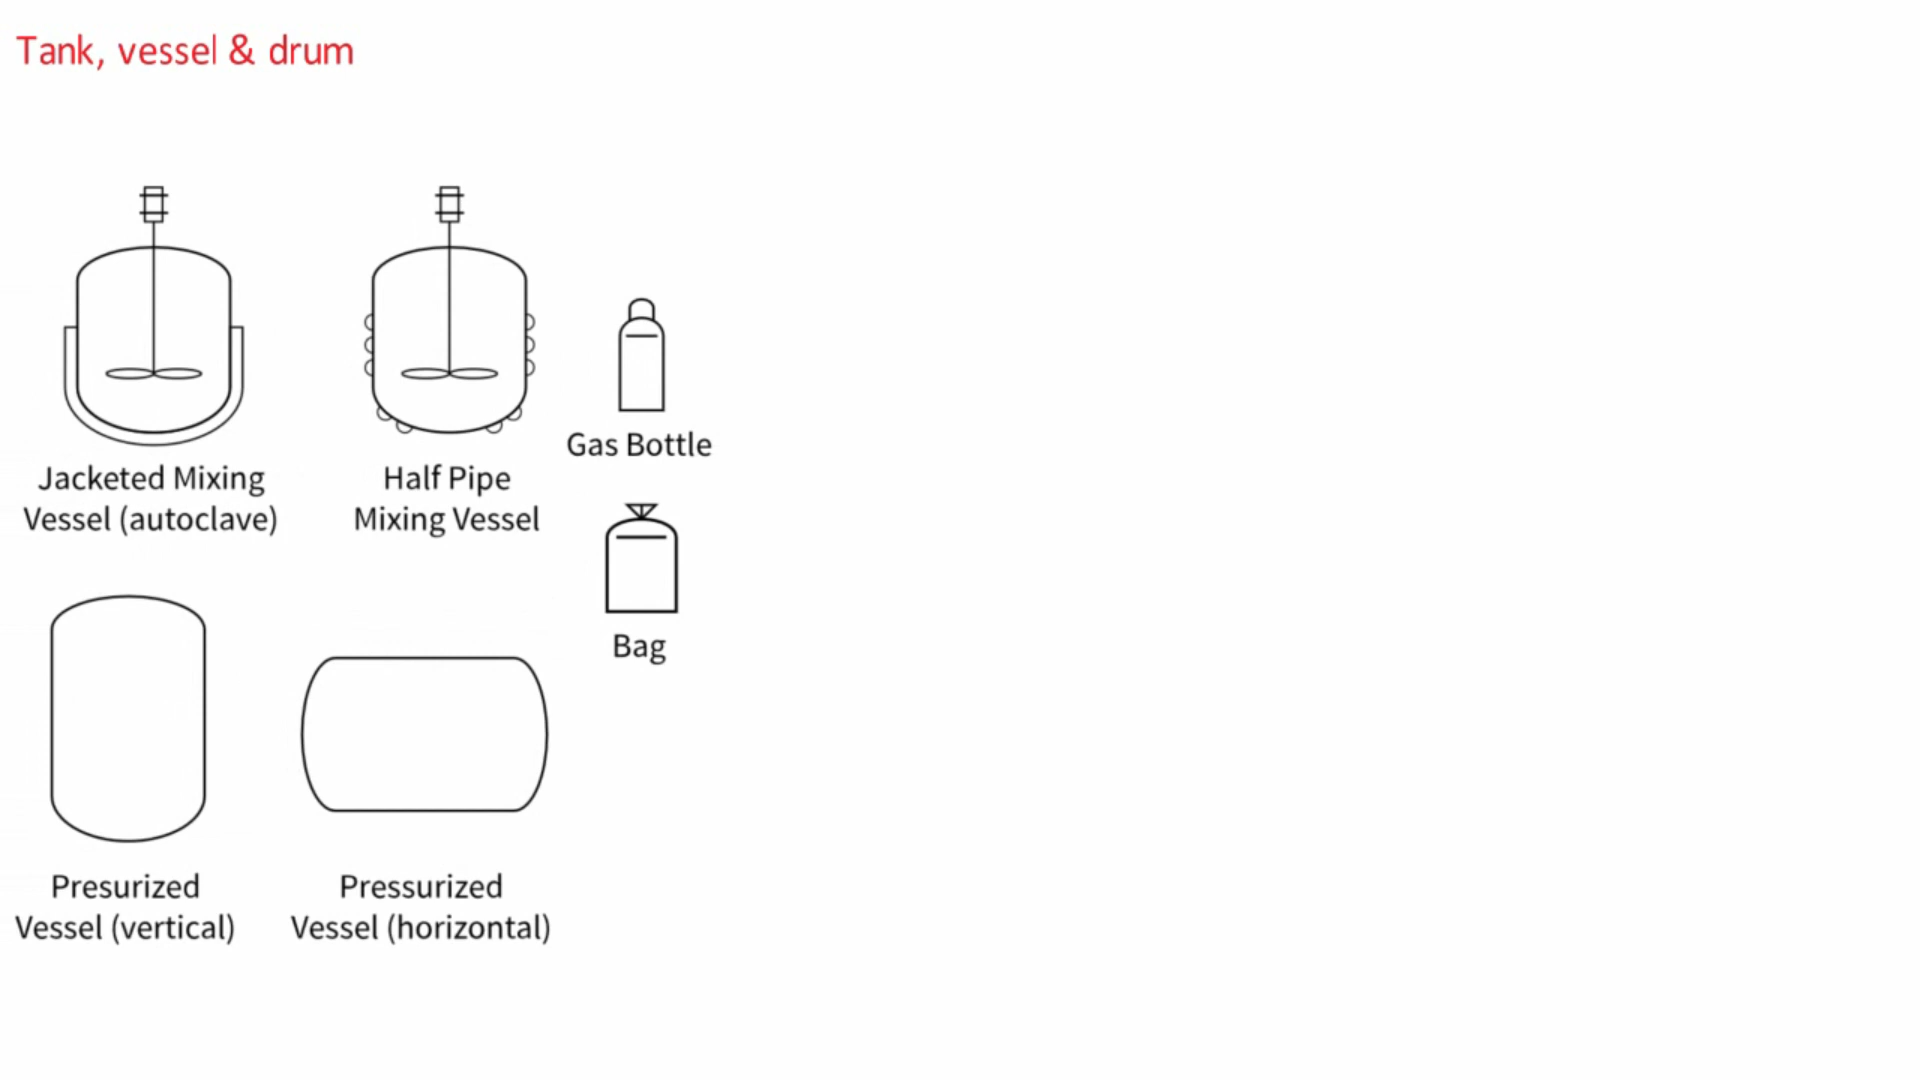 Tank, vessel & drum
Jacketed Mixing
Vessel (autoclave)
Half Pipe
Mixing Vessel
Gas Bottle
Bag
Presurized
Vessel (vertical)
Pressurized
Vessel (horizontal)